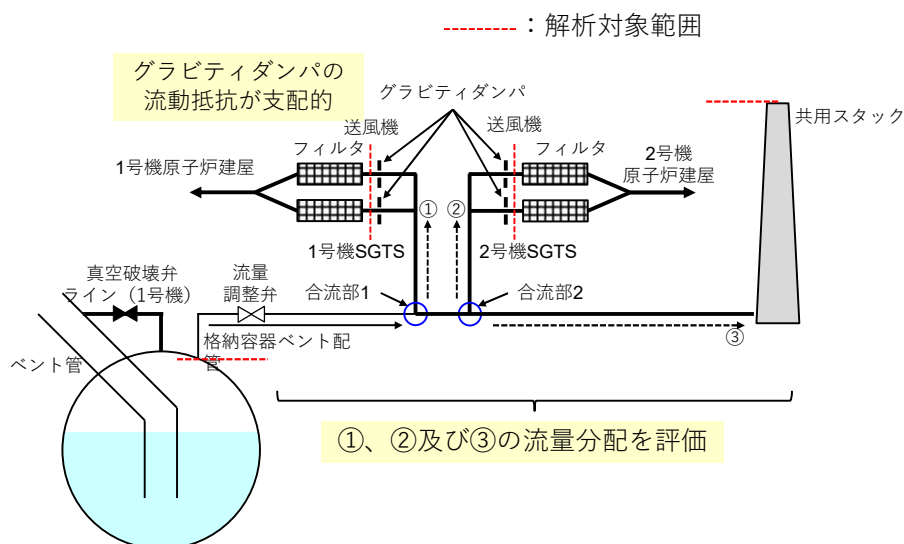 ：解析対象範囲
グラビティダンパの
流動抵抗が支配的
グラビティダンパ
送風機
送風機
フィルタ
フィルタ
共用スタック
1号機原子炉建屋
2号機
原子炉建屋
①
②
1号機SGTS
2号機SGTS
真空破壊弁
ライン（1号機）
流量
調整弁
合流部1
合流部2
格納容器ベント配
管
③
ベント管
①、②及び③の流量分配を評価